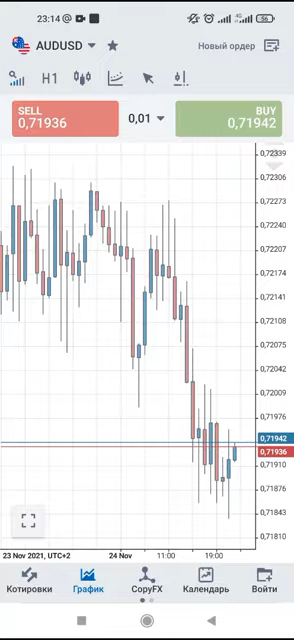 23:14
4G
56
AUDUSD
Новый ордер
H1
SELL
0,71936
0,01
BUY
0,71942
0,72339
0,72306
0,72273
0,72240
0,72207
0,72174
0,72141
0,72108
0,72075
0,72042
0,72009
0,71976
0,71942
0,71936
0,71910
0,71876
0,71843
0,71810
23 Nov 2021, UTC+2
24 Nov
11:00
19:00
Котировки
График
CopyFX
Календарь
Войти